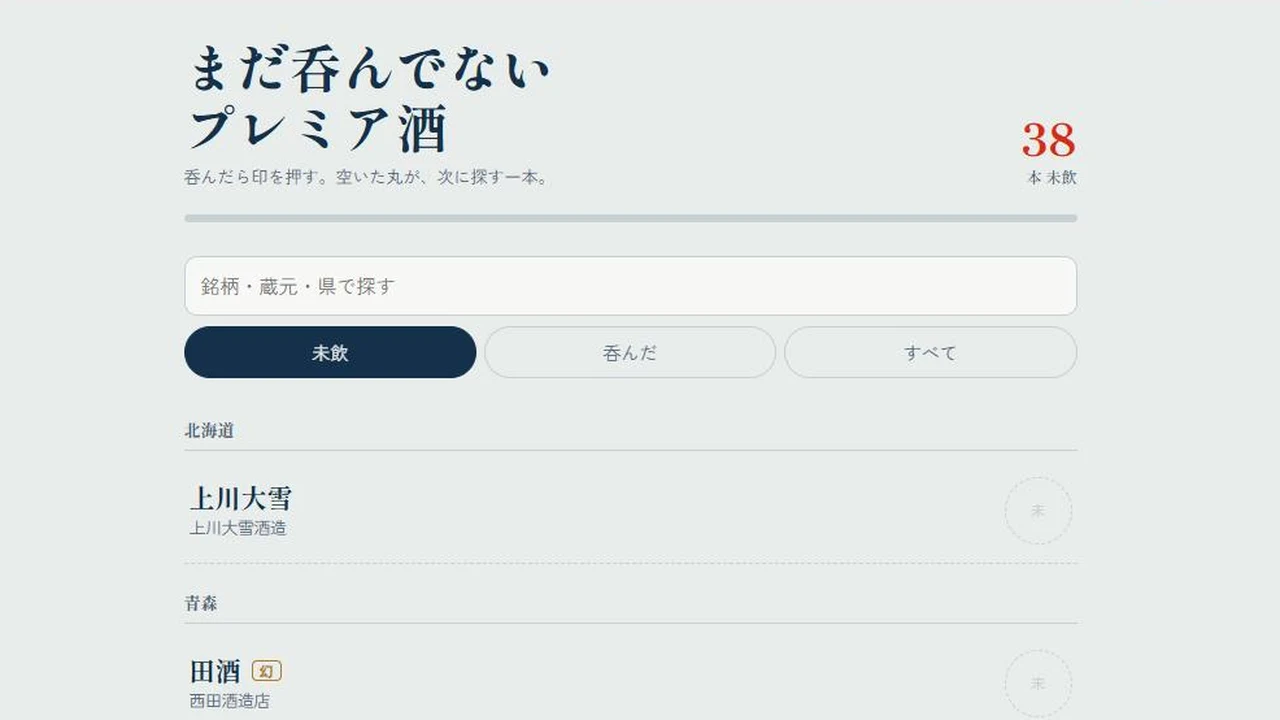 まだ呑んでない
プレミア酒
呑んだら印を押す。空いた丸が、次に探す一本。
38
本 未飲
銘柄・蔵元・県で探す
未飲
呑んだ
すべて
北海道
上川大雪
上川大雪酒造
未
青森
田酒 幻
西田酒造店
未